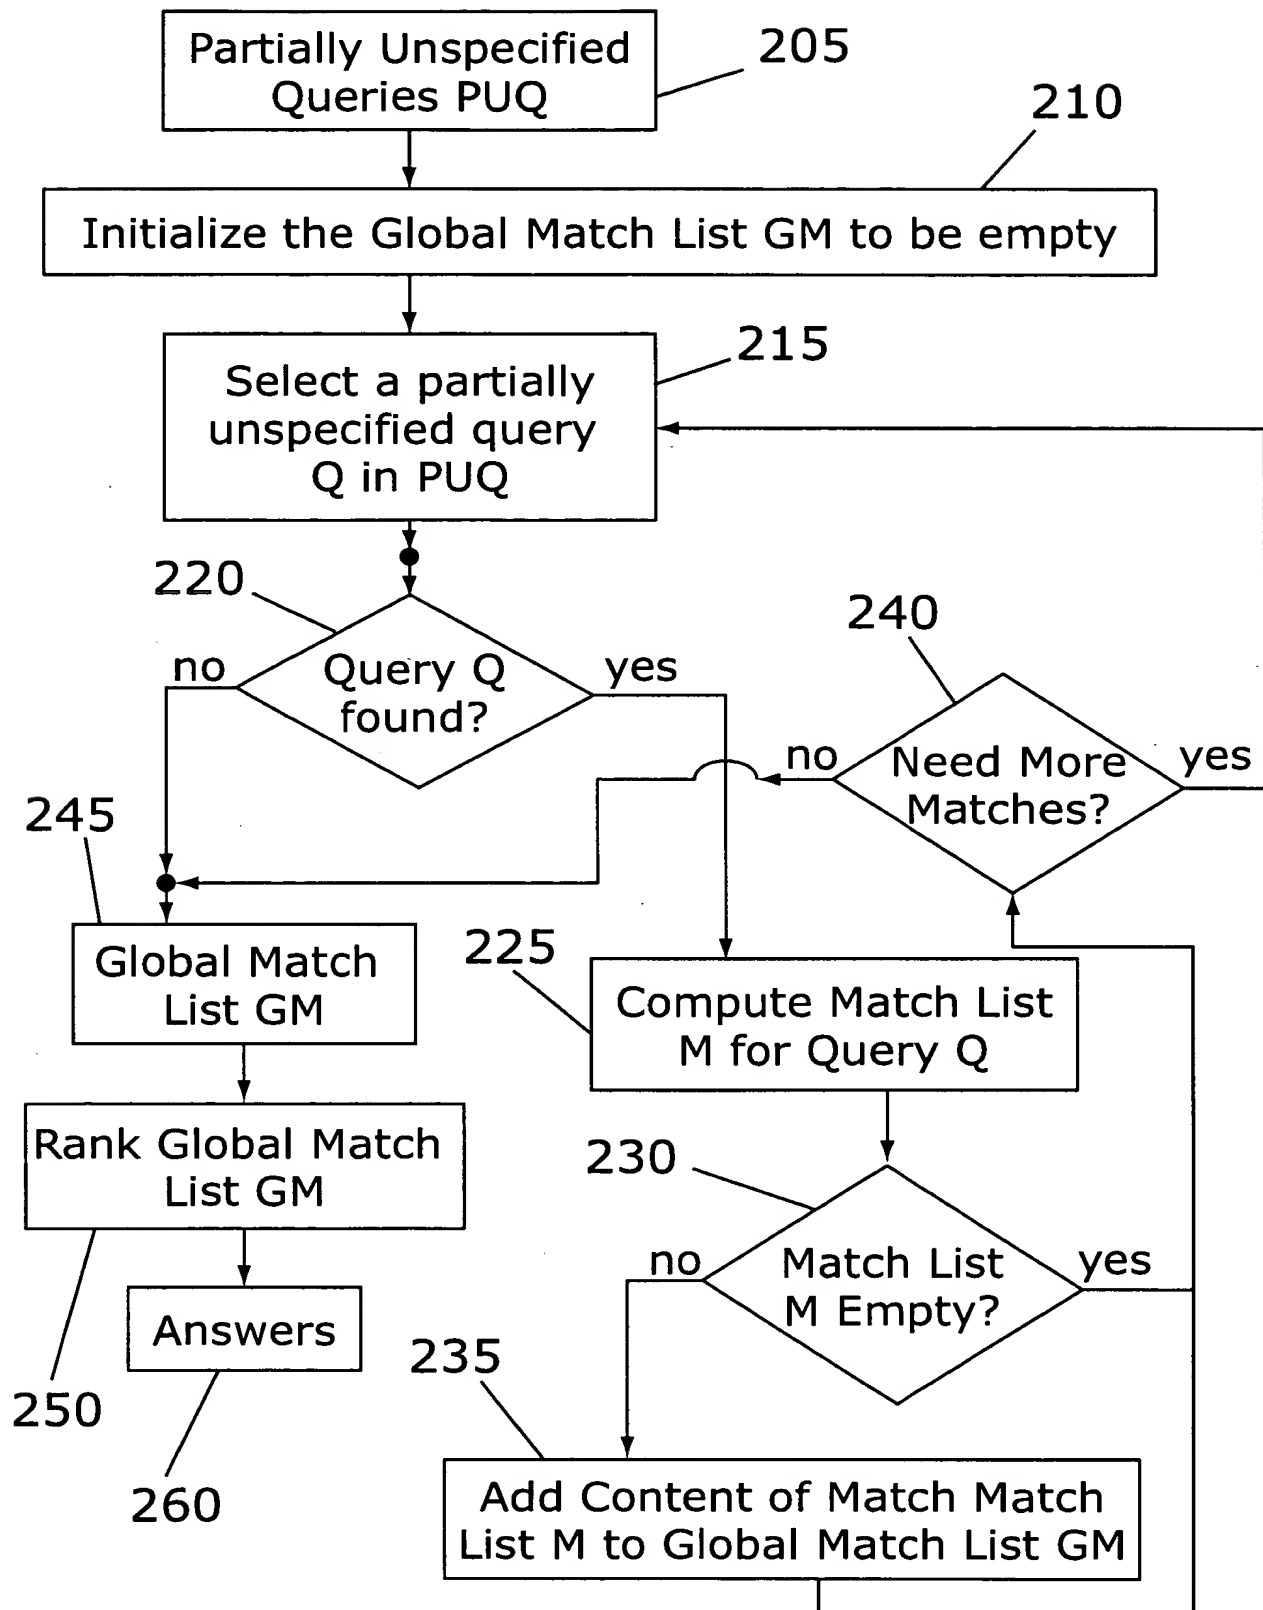 Partially Unspecified
Queries PUQ
205
210
Initialize the Global Match List GM to be empty
215
Select a partially
unspecified query
Q in PUQ
220
240
no
Query Q
found?
yes
no
Need More
Matches?
yes
245
225
Global Match
List GM
Compute Match List
M for Query Q
Rank Global Match
List GM
230
no
Match List
M Empty?
yes
Answers
235
250
260
Add Content of Match Match
List M to Global Match List GM